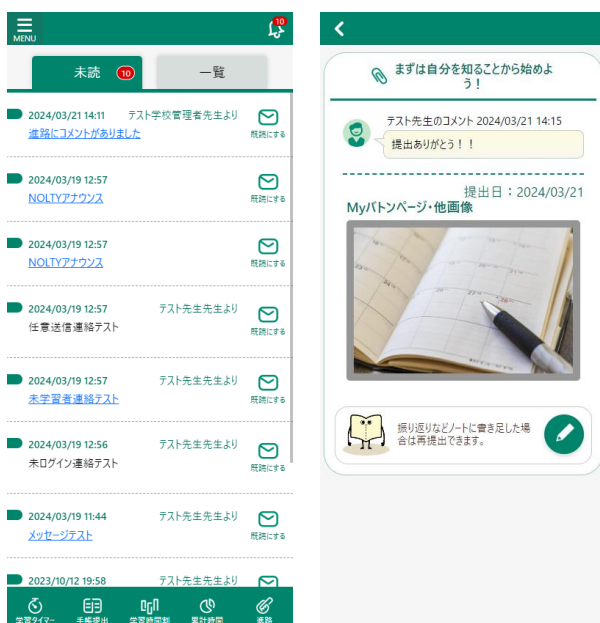 MENU
10
未読 10
一覧
2024/03/21 14:11 テスト学校管理者先生より
進路にコメントがありました
既読にする
2024/03/19 12:57
NOLTYアナウンス
既読にする
2024/03/19 12:57
NOLTYアナウンス
既読にする
2024/03/19 12:57 テスト先生先生より
任意送信連絡テスト
既読にする
2024/03/19 12:57 テスト先生先生より
未学習者連絡テスト
既読にする
2024/03/19 12:56 テスト先生先生より
未ログイン連絡テスト
既読にする
2024/03/19 11:44 テスト先生先生より
メッセージテスト
既読にする
2023/10/12 19:58 テスト先生先生より
学習タイマー 手帳提出 学習時間割 累計時間 進路
まずは自分を知ることから始めよ
う!
テスト先生のコメント 2024/03/21 14:15
提出ありがとう!!
提出日:2024/03/21
Myバトンページ・他画像
振り返りなどノートに書き足した場
合は再提出できます。